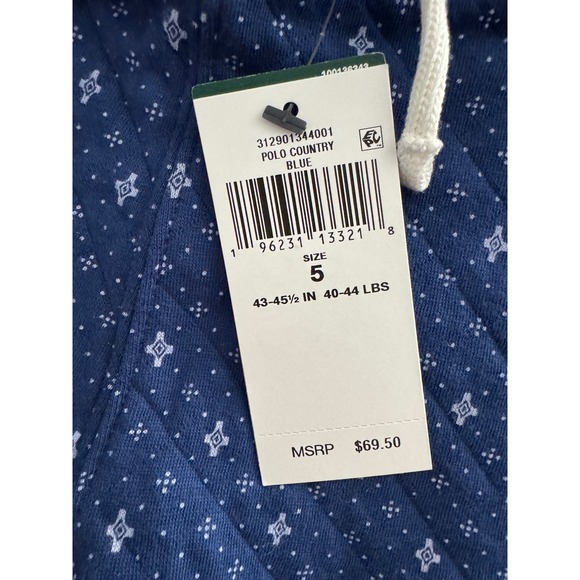 100136343
312901344001
POLO COUNTRY
BLUE
1 96231 13321 8
SIZE
5
43-45½ IN 40-44 LBS
MSRP $69.50